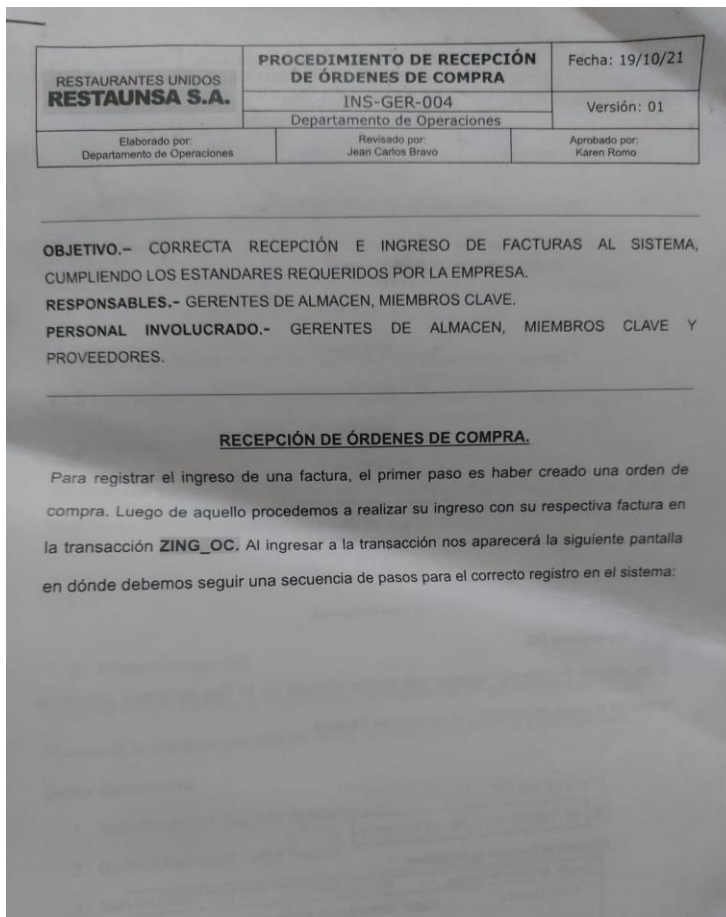 RESTAURANTES UNIDOS
RESTAUNSA S.A.
PROCEDIMIENTO DE RECEPCIÓN
DE ÓRDENES DE COMPRA
INS-GER-004
Departamento de Operaciones
Fecha: 19/10/21
Versión: 01
Elaborado por:
Departamento de Operaciones
Revisado por:
Jean Carlos Bravo
Aprobado por:
Karen Romo
OBJETIVO.– CORRECTA RECEPCIÓN E INGRESO DE FACTURAS AL SISTEMA,
CUMPLIENDO LOS ESTANDARES REQUERIDOS POR LA EMPRESA.
RESPONSABLES.- GERENTES DE ALMACEN, MIEMBROS CLAVE.
PERSONAL INVOLUCRADO.- GERENTES DE ALMACEN, MIEMBROS CLAVE Y
PROVEEDORES.
RECEPCIÓN DE ÓRDENES DE COMPRA.
Para registrar el ingreso de una factura, el primer paso es haber creado una orden de
compra. Luego de aquello procedemos a realizar su ingreso con su respectiva factura en
la transacción ZING_OC. Al ingresar a la transacción nos aparecerá la siguiente pantalla
en dónde debemos seguir una secuencia de pasos para el correcto registro en el sistema: